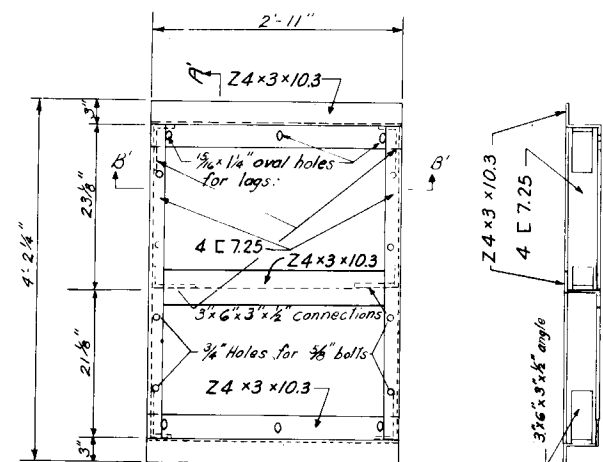 2'-11"
A'
Z4×3×10.3
3"
15/16 × 1 1/4" oval holes
for lags.
B'
B'
23 1/8"
4 [ 7.25
Z4×3×10.3
4'-2 1/4"
3"×6"×3"×1/2" connections
3/4" Holes for 5/8" bolts
21 1/8"
Z4×3×10.3
3"
Z4×3×10.3
4 [ 7.25
3"×6"×3"×1/2" angle